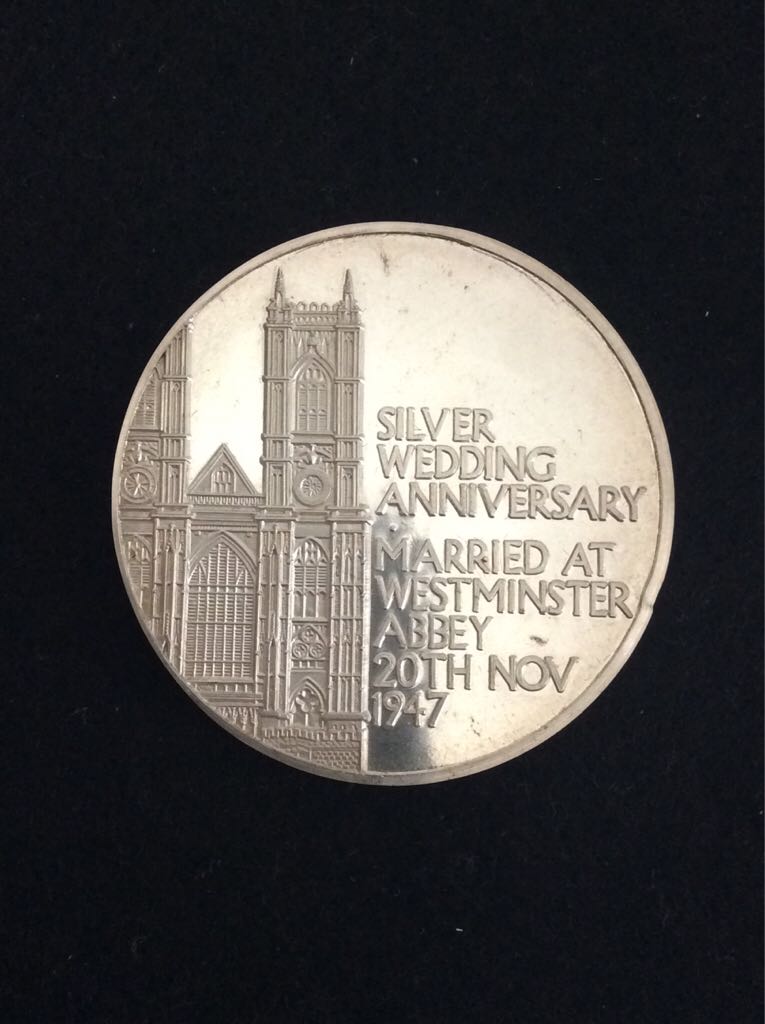 SILVER
WEDDING
ANNIVERSARY
MARRIED AT
WESTMINSTER
ABBEY
20TH NOV
1947